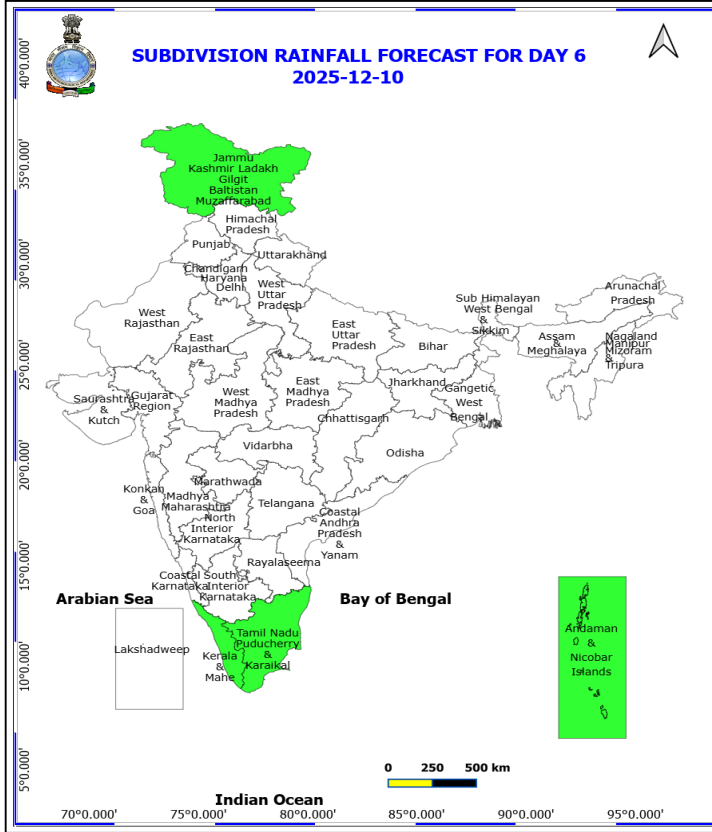 SUBDIVISION RAINFALL FORECAST FOR DAY 6
2025-12-10
40°0.000'
35°0.000'
30°0.000'
25°0.000'
20°0.000'
15°0.000'
10°0.000'
5°0.000'
Jammu
Kashmir Ladakh
Gilgit
Baltistan
Muzaffarabad
Himachal
Pradesh
Punjab
Uttarakhand
Chandigarh
Haryana
Delhi
West
Uttar
Pradesh
West
Rajasthan
East
Rajasthan
East
Uttar
Pradesh
Bihar
Sub Himalayan
West Bengal
&
Sikkim
Arunachal
Pradesh
Assam
&
Meghalaya
Nagaland
Manipur
Mizoram
&
Tripura
Saurashtra
&
Kutch
Gujarat
Region
West
Madhya
Pradesh
East
Madhya
Pradesh
Jharkhand
Gangetic
West
Bengal
Chhattisgarh
Odisha
Vidarbha
Konkan
&
Goa
Madhya
Maharashtra
Marathwada
Telangana
North
Interior
Karnataka
Coastal
Andhra
Pradesh
&
Yanam
Rayalaseema
Coastal
Karnataka
South
Interior
Karnataka
Arabian Sea
Bay of Bengal
Lakshadweep
Kerala
&
Mahe
Tamil Nadu
Puducherry
&
Karaikal
Andaman
&
Nicobar
Islands
0 250 500 km
Indian Ocean
70°0.000' 75°0.000' 80°0.000' 85°0.000' 90°0.000' 95°0.000'